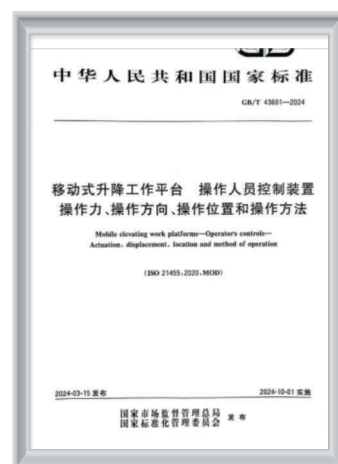 中华人民共和国国家标准
GB/T 43601—2024
移动式升降工作平台 操作人员控制装置
操作力、操作方向、操作位置和操作方法
Mobile elevating work platforms—Operator's controls—
Actuation, displacement, location and method of operation
(ISO 21455:2020,MOD)
2024-03-15 发布
2024-10-01 实施
国家市场监督管理总局
国家标准化管理委员会 发布